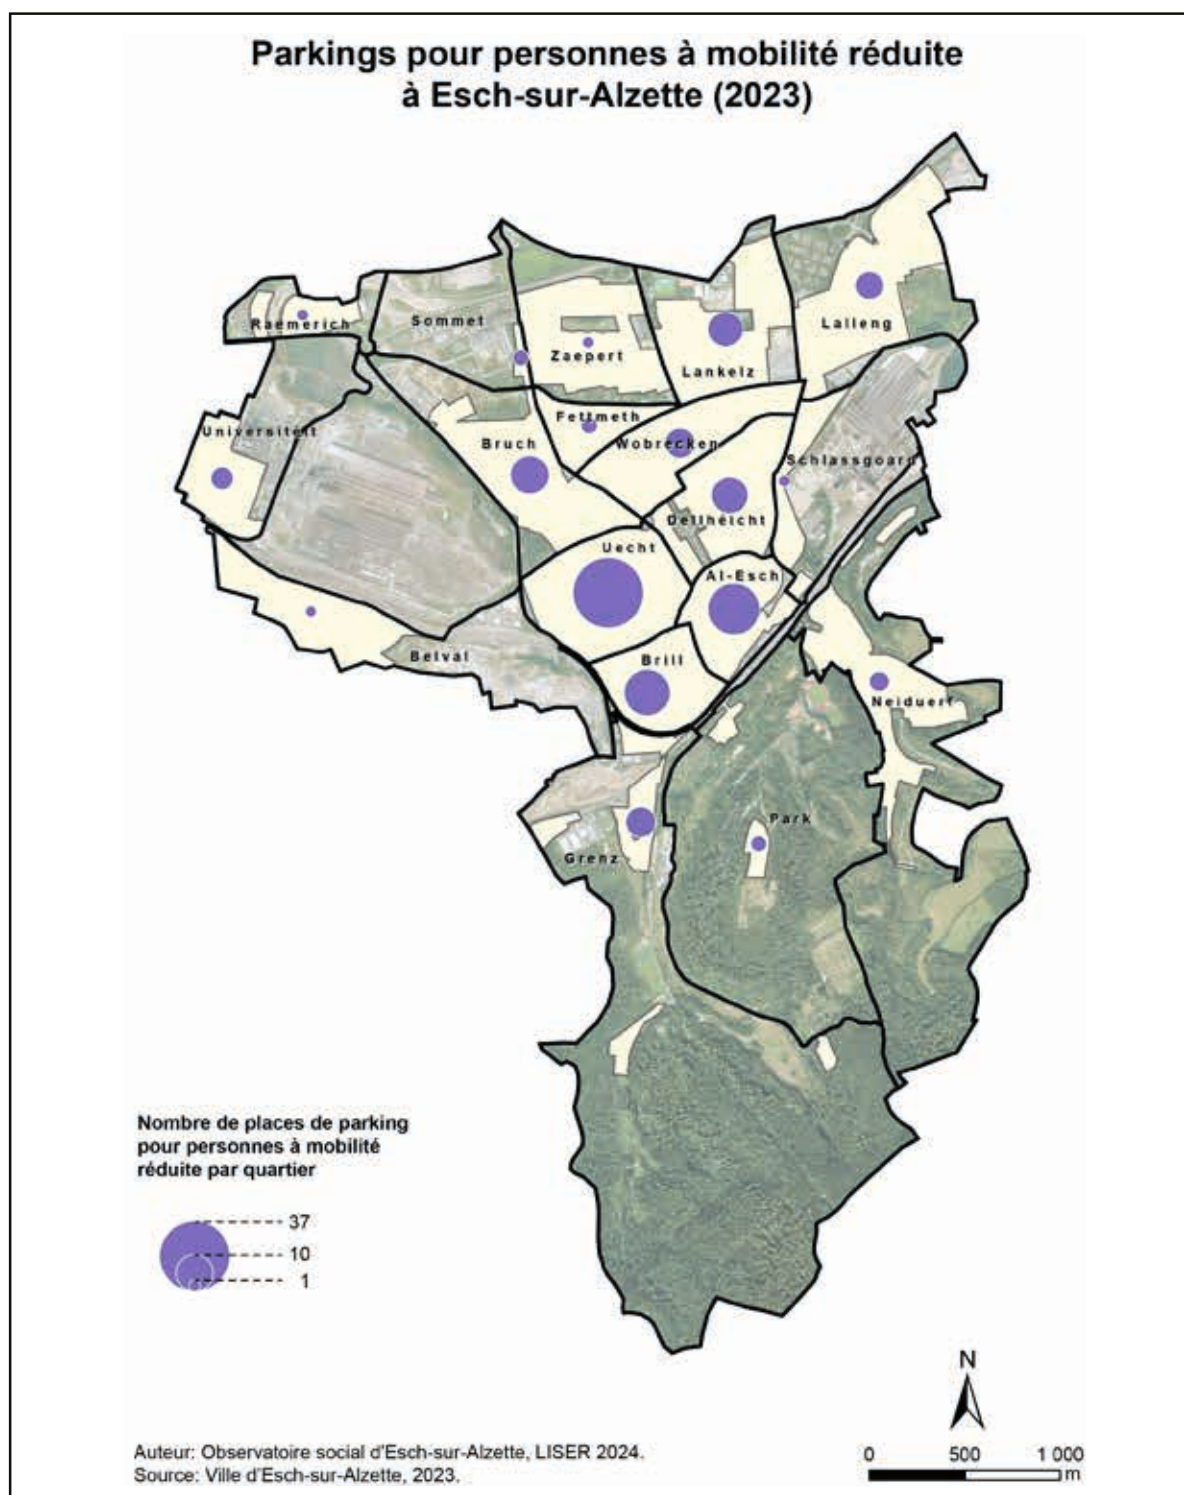 Parkings pour personnes à mobilité réduite
à Esch-sur-Alzette (2023)
Raemerich
Sommet
Zaepert
Lankelz
Lalleng
Universitéit
Bruch
Fettmeth
Wobrecken
Schlassgoard
Dellhéicht
Uecht
Al-Esch
Belval
Brill
Neiduerf
Grenz
Park
Nombre de places de parking
pour personnes à mobilité
réduite par quartier
37
10
1
N
0 500 1 000
m
Auteur: Observatoire social d'Esch-sur-Alzette, LISER 2024.
Source: Ville d'Esch-sur-Alzette, 2023.